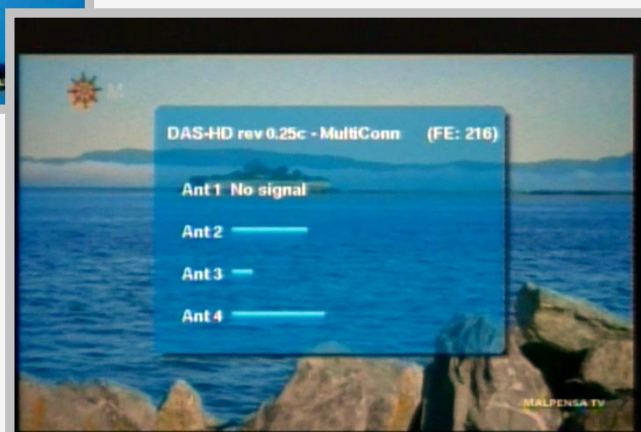 DAS-HD rev 0.25c - MultiConn (FE: 216)
Ant 1 No signal
Ant 2
Ant 3
Ant 4
MALPENSA TV